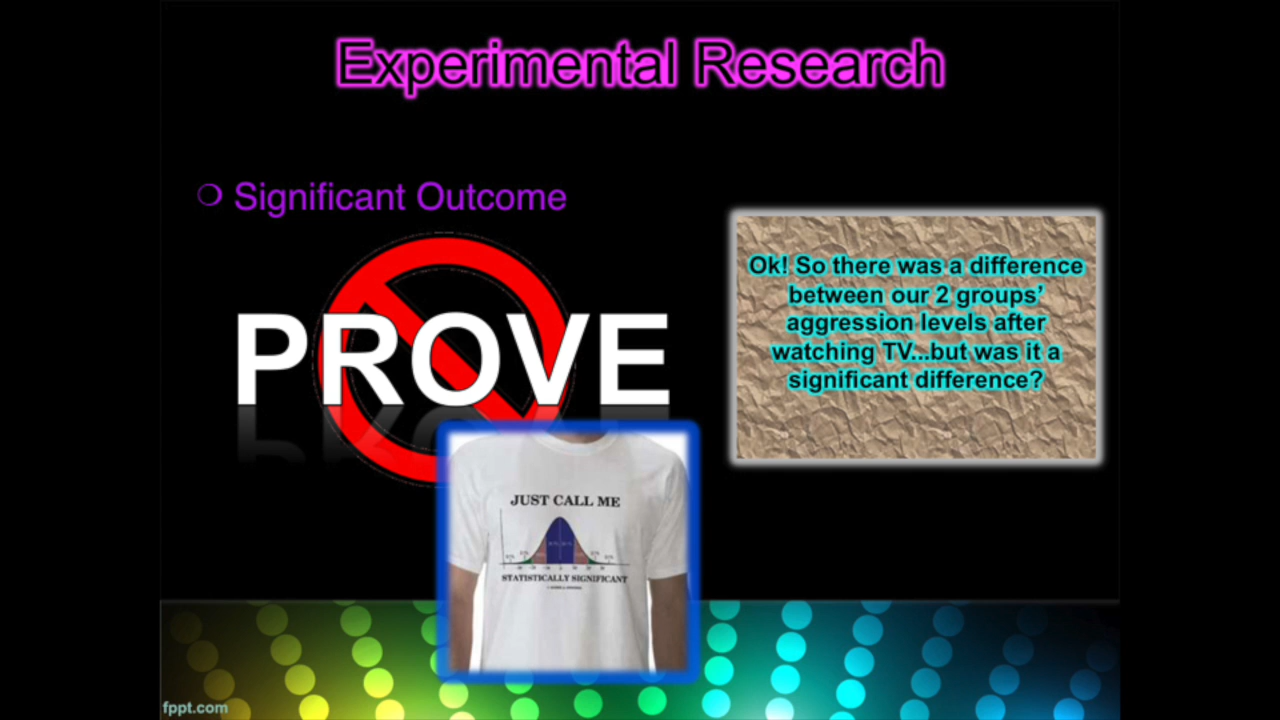 Experimental Research
❍ Significant Outcome
PROVE
Ok! So there was a difference
between our 2 groups’
aggression levels after
watching TV...but was it a
significant difference?
JUST CALL ME
STATISTICALLY SIGNIFICANT
fppt.com